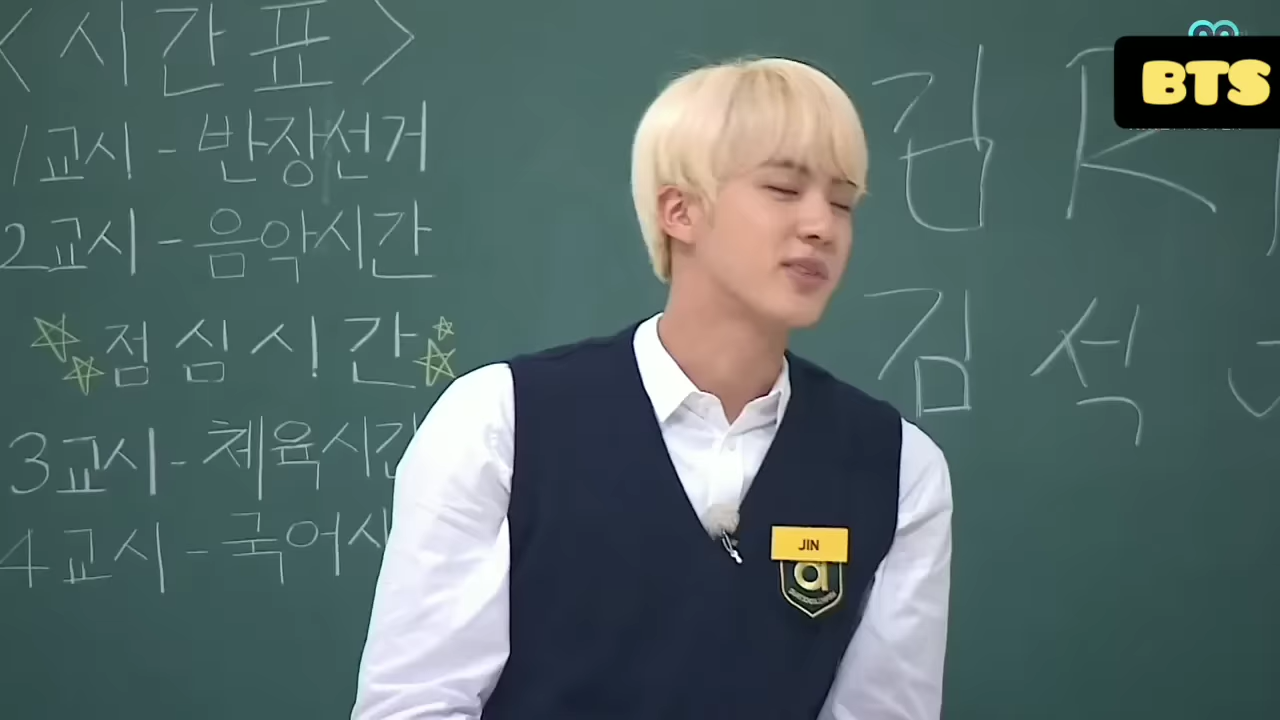 <시간표>
1교시 - 반장선거
2교시 - 음악시간
점심시간
3교시 - 체육시간
4교시 - 국어시
BTS
김R
김석
JIN
a